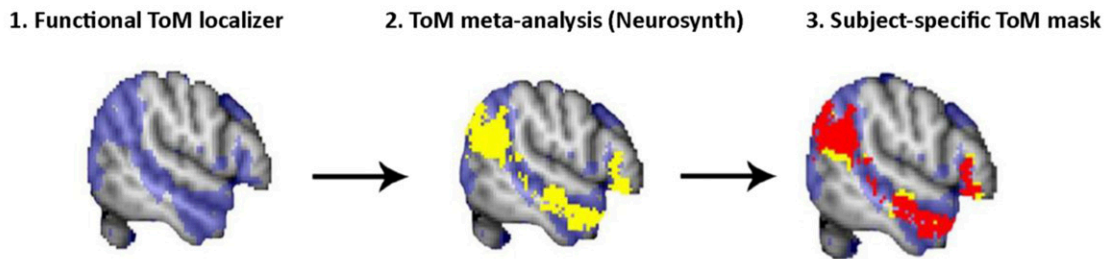 1. Functional ToM localizer
2. ToM meta-analysis (Neurosynth)
3. Subject-specific ToM mask